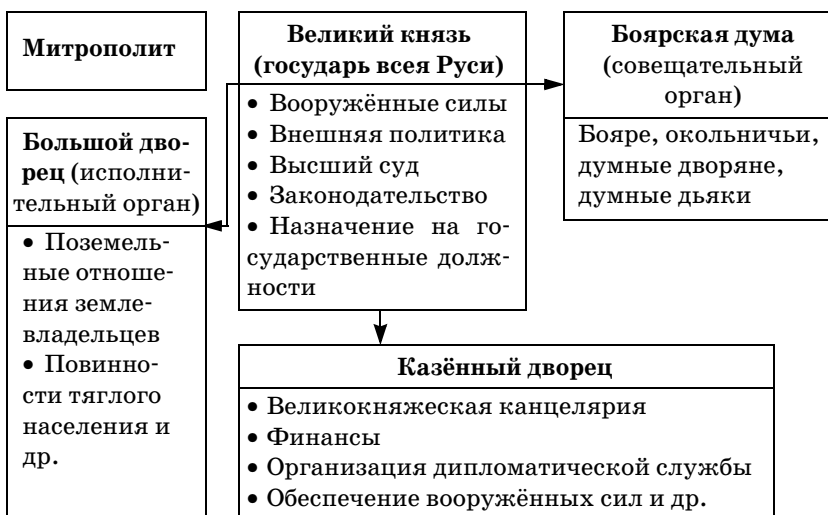 Митрополит
Великий князь
(государь всея Руси)
• Вооружённые силы
• Внешняя политика
• Высший суд
• Законодательство
• Назначение на го-
сударственные долж-
ности
Боярская дума
(совещательный
орган)
Бояре, окольничьи,
думные дворяне,
думные дьяки
Большой дво-
рец (исполни-
тельный орган)
• Поземель-
ные отноше-
ния земле-
владельцев
• Повинно-
сти тяглого
населения и
др.
Казённый дворец
• Великокняжеская канцелярия
• Финансы
• Организация дипломатической службы
• Обеспечение вооружённых сил и др.